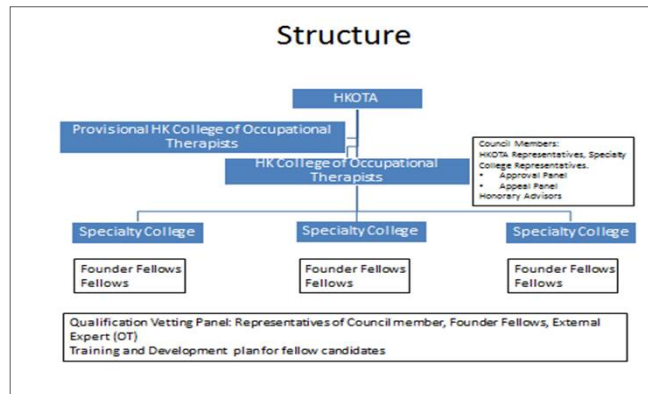 Structure
HKOTA
Provisional HK College of Occupational
Therapists
Council Members:
HKOTA Representatives, Specialty
College Representatives.
• Approval Panel
• Appeal Panel
Honorary Advisors
HK College of Occupational
Therapists
Specialty College
Specialty College
Specialty College
Founder Fellows
Fellows
Founder Fellows
Fellows
Founder Fellows
Fellows
Qualification Vetting Panel: Representatives of Council member, Founder Fellows, External
Expert (OT)
Training and Development plan for fellow candidates